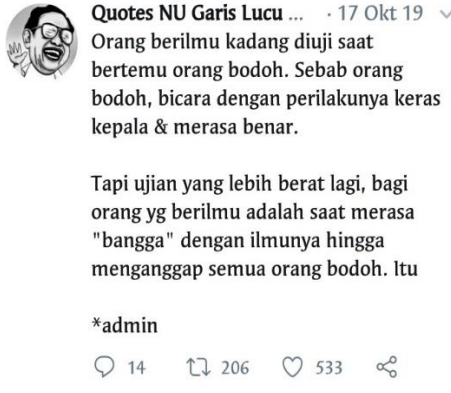 Quotes NU Garis Lucu ... · 17 Okt 19
Orang berilmu kadang diuji saat
bertemu orang bodoh. Sebab orang
bodoh, bicara dengan perilakunya keras
kepala & merasa benar.
Tapi ujian yang lebih berat lagi, bagi
orang yg berilmu adalah saat merasa
"bangga" dengan ilmunya hingga
menganggap semua orang bodoh. Itu
*admin
14 206 533